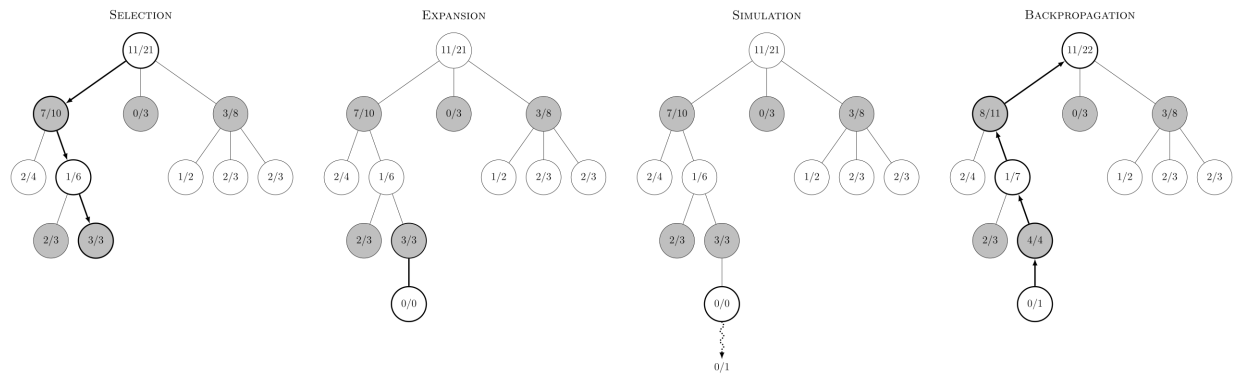 SELECTION EXPANSION SIMULATION BACKPROPAGATION
11/21 11/21 11/21 11/22
7/10 0/3 3/8 7/10 0/3 3/8 7/10 0/3 3/8 8/11 0/3 3/8
2/4 1/6 1/2 2/3 2/3 2/4 1/6 1/2 2/3 2/3 2/4 1/6 1/2 2/3 2/3 2/4 1/7 1/2 2/3 2/3
2/3 3/3 2/3 3/3 2/3 3/3 2/3 4/4
0/0 0/0 0/1
0/1